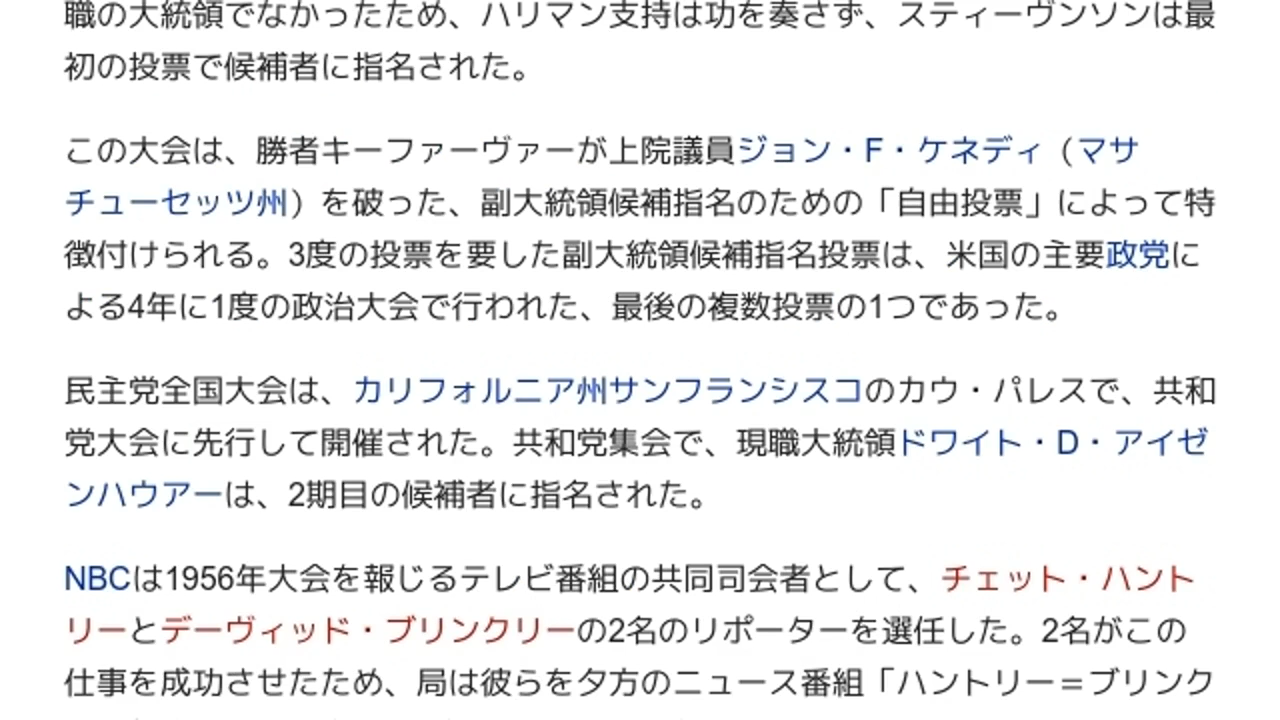 職の大統領でなかったため、ハリマン支持は功を奏さず、スティーヴンソンは最
初の投票で候補者に指名された。
この大会は、勝者キーファーヴァーが上院議員ジョン・F・ケネディ（マサ
チューセッツ州）を破った、副大統領候補指名のための「自由投票」によって特
徴付けられる。3度の投票を要した副大統領候補指名投票は、米国の主要政党に
よる4年に1度の政治大会で行われた、最後の複数投票の1つであった。
民主党全国大会は、カリフォルニア州サンフランシスコのカウ・パレスで、共和
党大会に先行して開催された。共和党集会で、現職大統領ドワイト・D・アイゼ
ンハウアーは、2期目の候補者に指名された。
NBCは1956年大会を報じるテレビ番組の共同司会者として、チェット・ハント
リーとデーヴィッド・ブリンクリーの2名のリポーターを選任した。2名がこの
仕事を成功させたため、局は彼らを夕方のニュース番組「ハントリー＝ブリンク